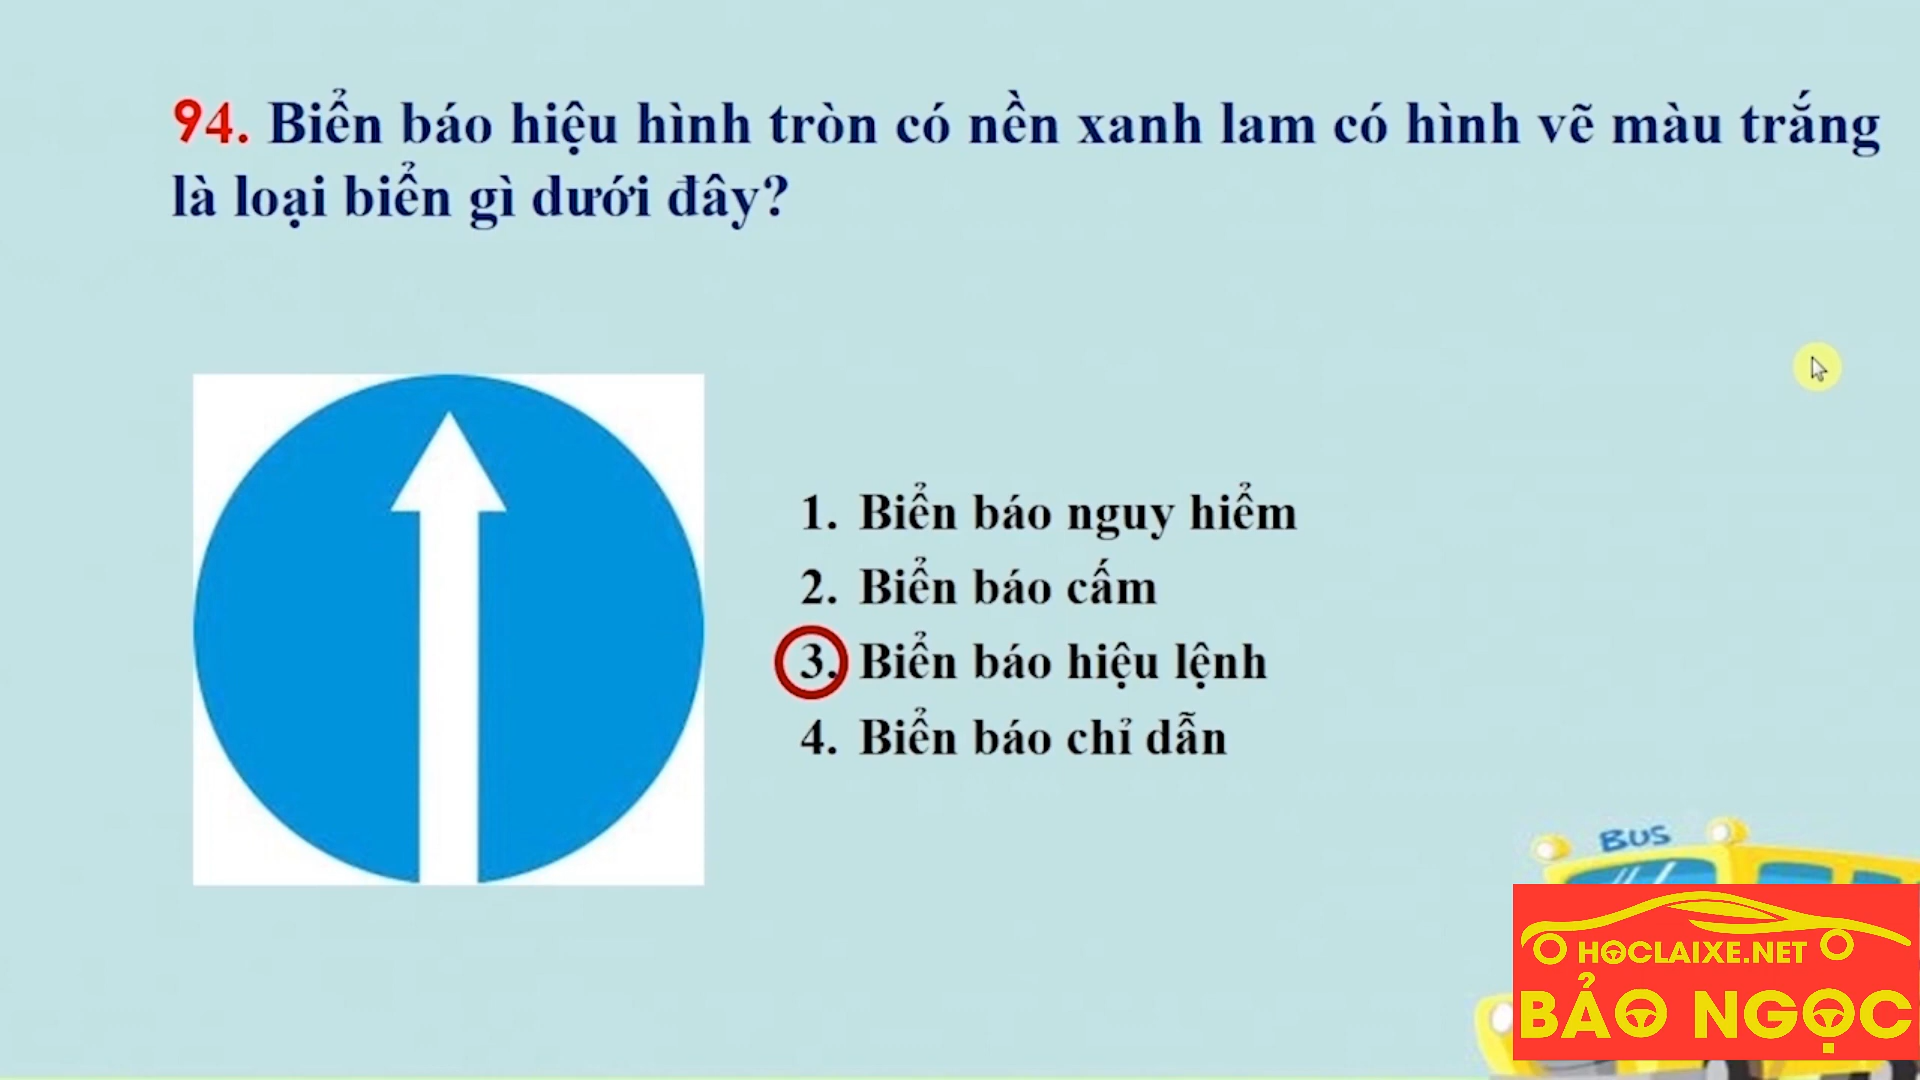 94. Biển báo hiệu hình tròn có nền xanh lam có hình vẽ màu trắng
là loại biển gì dưới đây?
1. Biển báo nguy hiểm
2. Biển báo cấm
3. Biển báo hiệu lệnh
4. Biển báo chỉ dẫn
BUS
HOCLAIXE.NET
BẢO NGỌC